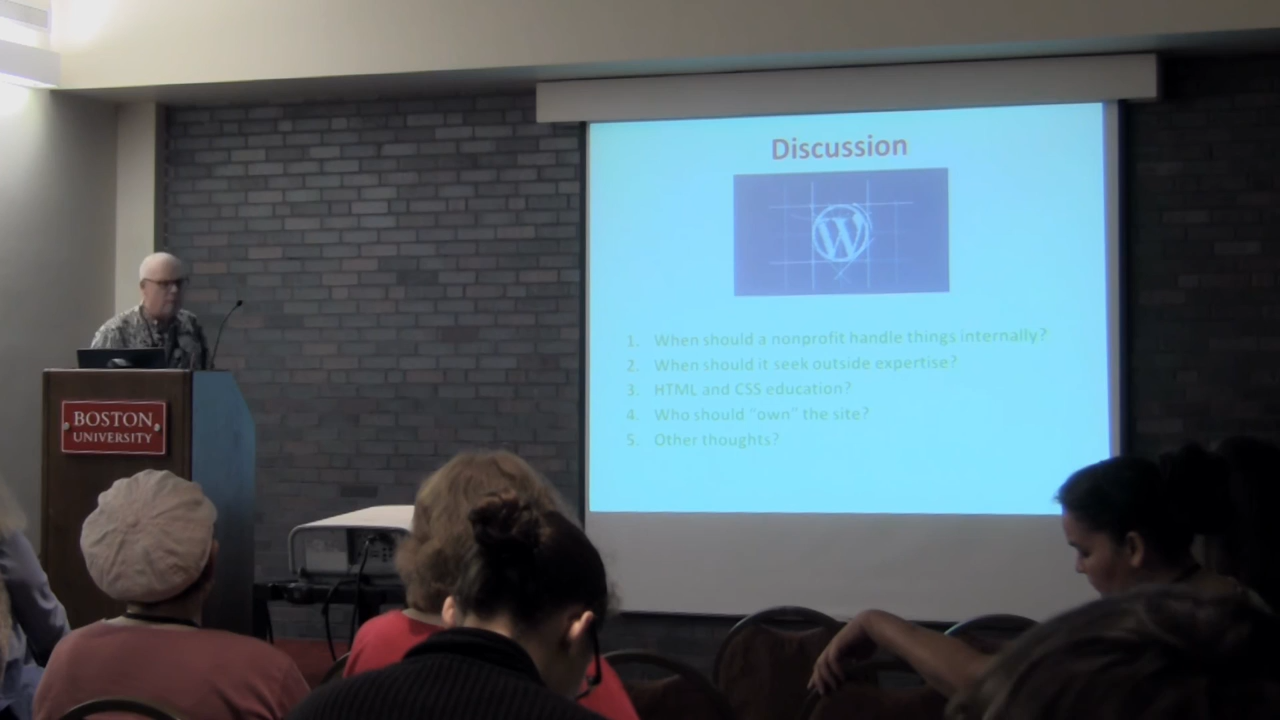 Discussion
W
1. When should a nonprofit handle things internally?
2. When should it seek outside expertise?
3. HTML and CSS education?
4. Who should “own” the site?
5. Other thoughts?
BOSTON
UNIVERSITY